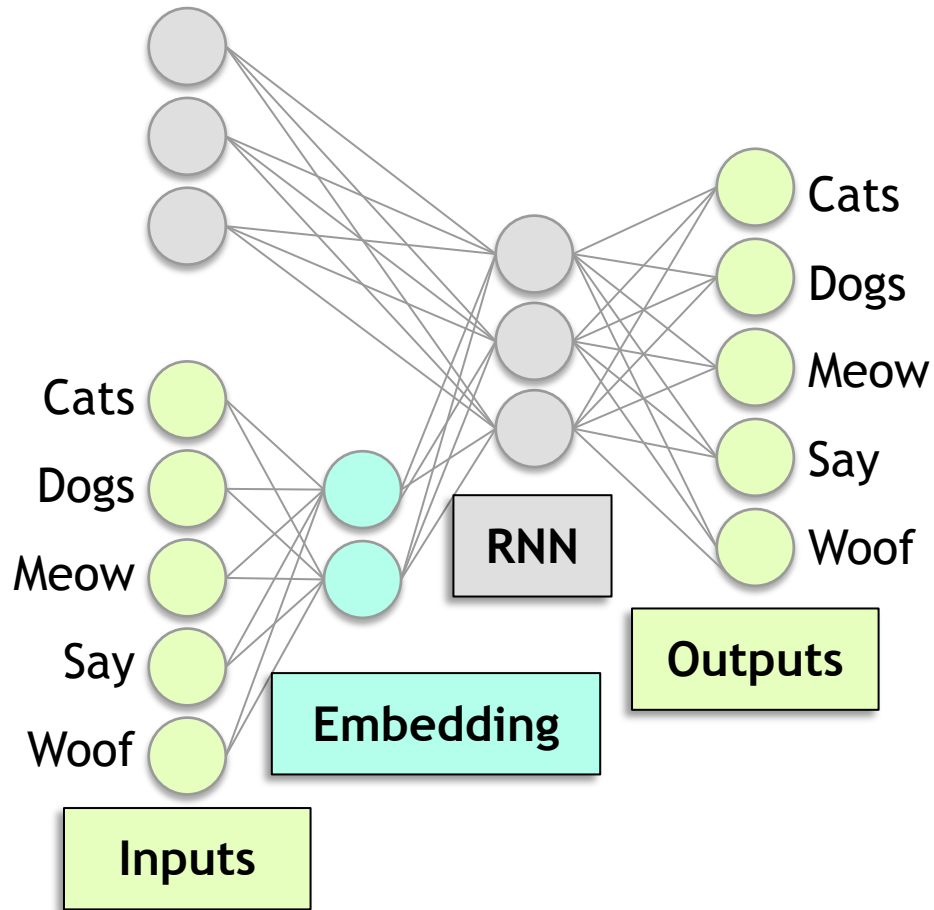 Cats
Dogs
Meow
Say
Woof
Inputs
Embedding
RNN
Cats
Dogs
Meow
Say
Woof
Outputs